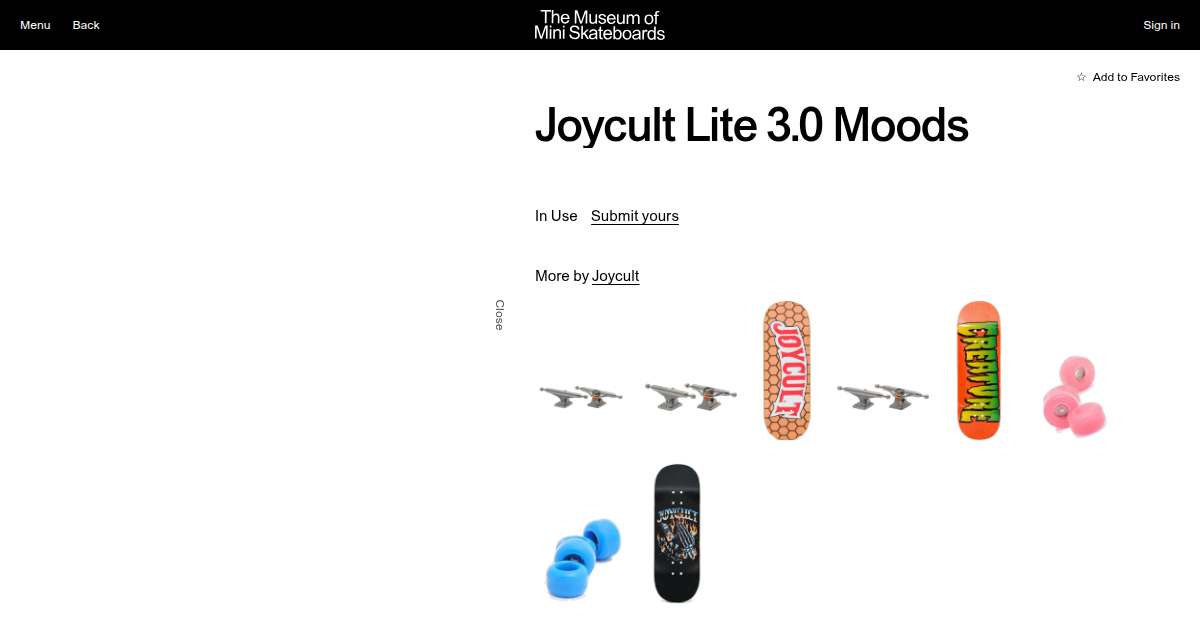 Menu
Back
The Museum of
Mini Skateboards
Sign in
☆ Add to Favorites
Joycult Lite 3.0 Moods
In Use
Submit yours
More by Joycult
Close
JOYCULT
CREATURE
JOYCULT